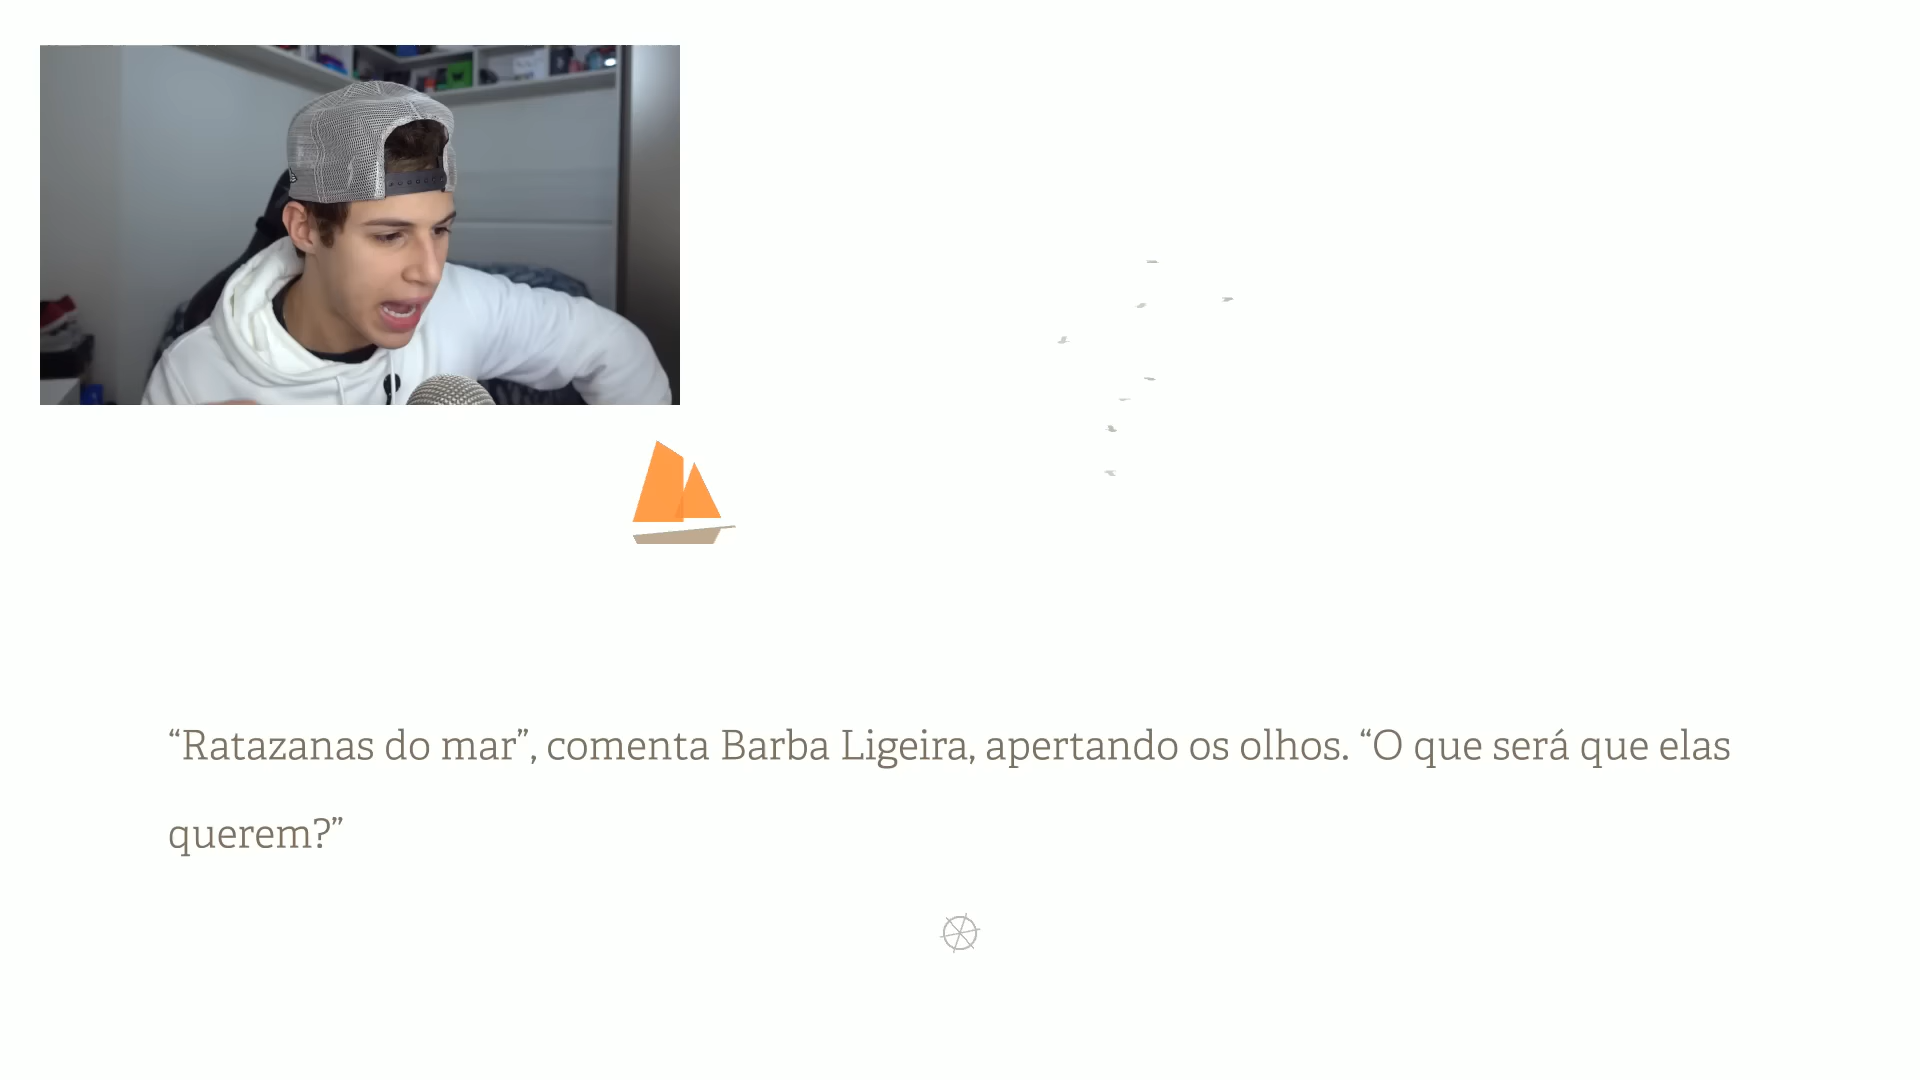 “Ratazanas do mar”, comenta Barba Ligeira, apertando os olhos. “O que será que elas
querem?”